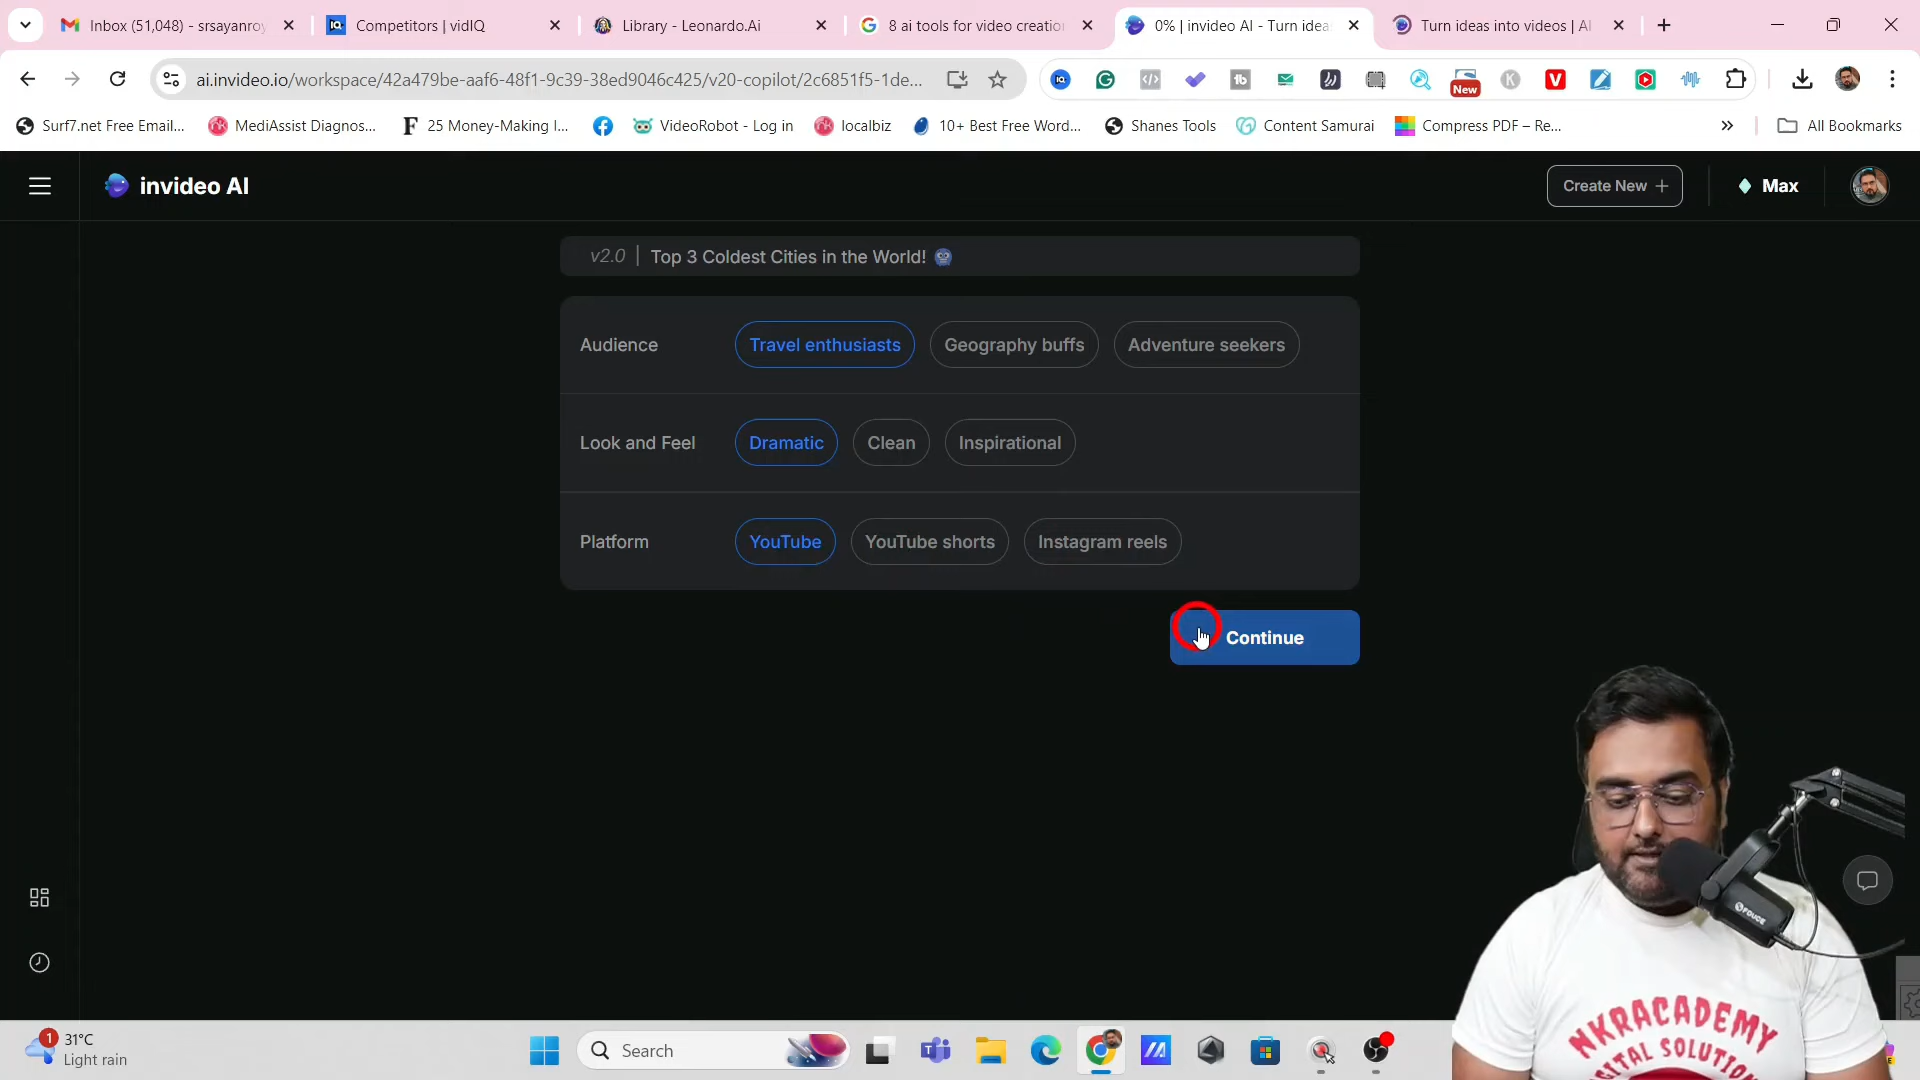 Inbox (51,048) - srsayanroy
Competitors | vidIQ
Library - Leonardo.Ai
8 ai tools for video creation
0% | invideo AI - Turn idea
Turn ideas into videos | AI
ai.invideo.io/workspace/42a479be-aaf6-48f1-9c39-38ed9046c425/v20-copilot/2c6851f5-1de...
New
Surf7.net Free Email...
MediAssist Diagnos...
25 Money-Making I...
VideoRobot - Log in
localbiz
10+ Best Free Word...
Shanes Tools
Content Samurai
Compress PDF – Re...
All Bookmarks
invideo AI
Create New +
Max
v2.0 | Top 3 Coldest Cities in the World! 🥶
Audience
Travel enthusiasts
Geography buffs
Adventure seekers
Look and Feel
Dramatic
Clean
Inspirational
Platform
YouTube
YouTube shorts
Instagram reels
Continue
FDUCE
NKRACADEMY
1
31°C
Light rain
Search